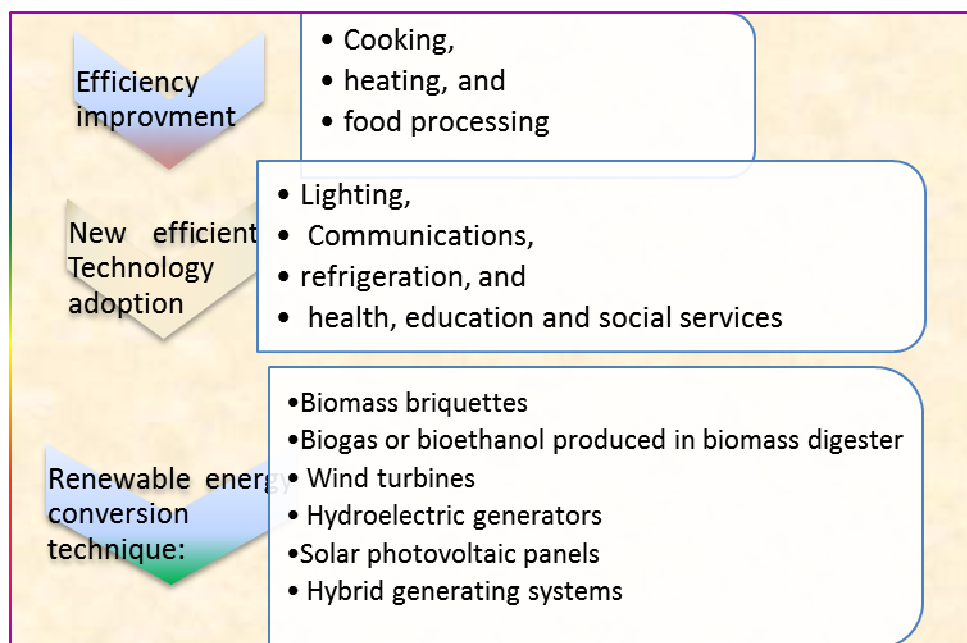 Efficiency
improvment
• Cooking,
• heating, and
• food processing
New efficient
Technology
adoption
• Lighting,
• Communications,
• refrigeration, and
• health, education and social services
Renewable energy
conversion
technique:
•Biomass briquettes
•Biogas or bioethanol produced in biomass digester
• Wind turbines
• Hydroelectric generators
•Solar photovoltaic panels
• Hybrid generating systems